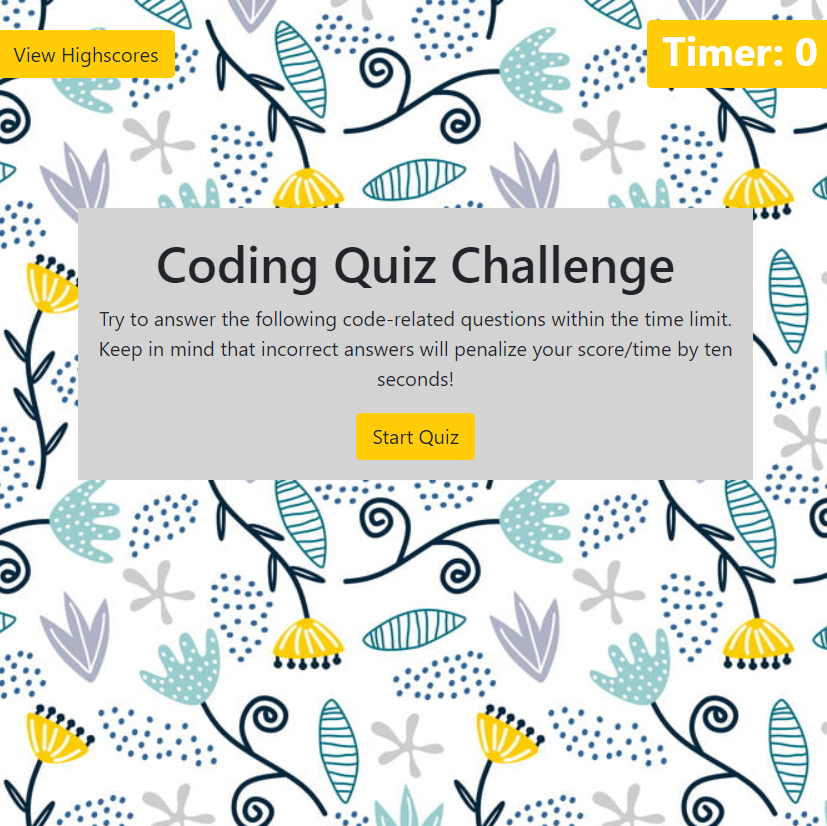 View Highscores
Timer: 0
Coding Quiz Challenge
Try to answer the following code-related questions within the time limit.
Keep in mind that incorrect answers will penalize your score/time by ten
seconds!
Start Quiz